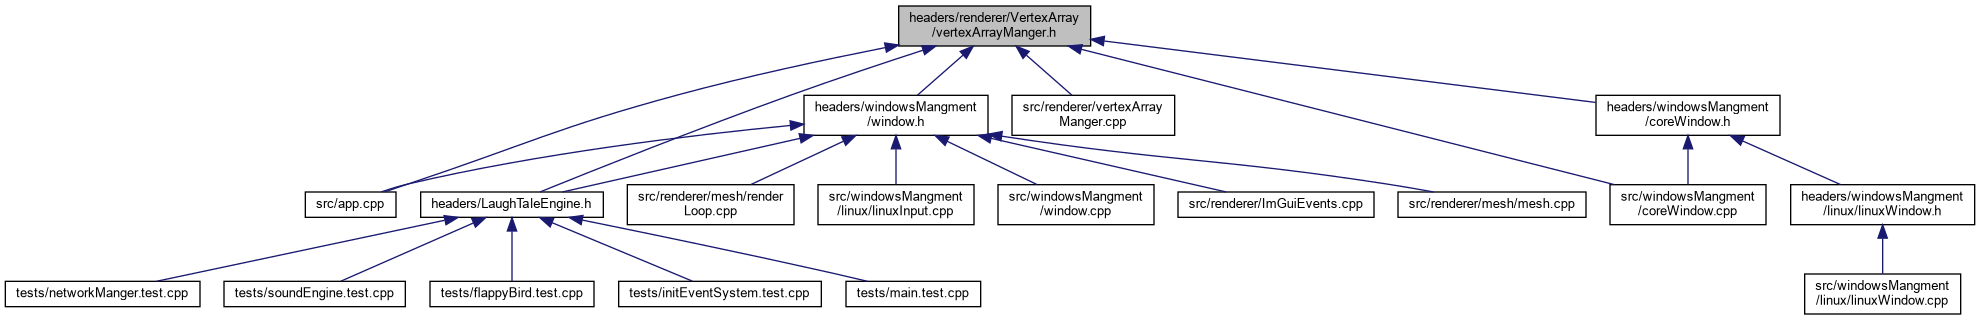 headers/renderer/VertexArray
/vertexArrayManger.h
headers/windowsMangment
/window.h
src/renderer/vertexArray
Manger.cpp
headers/windowsMangment
/coreWindow.h
src/app.cpp
headers/LaughTaleEngine.h
src/renderer/mesh/render
Loop.cpp
src/windowsMangment
/linux/linuxInput.cpp
src/windowsMangment
/window.cpp
src/renderer/ImGuiEvents.cpp
src/renderer/mesh/mesh.cpp
src/windowsMangment
/coreWindow.cpp
headers/windowsMangment
/linux/linuxWindow.h
tests/networkManger.test.cpp
tests/soundEngine.test.cpp
tests/flappyBird.test.cpp
tests/initEventSystem.test.cpp
tests/main.test.cpp
src/windowsMangment
/linux/linuxWindow.cpp